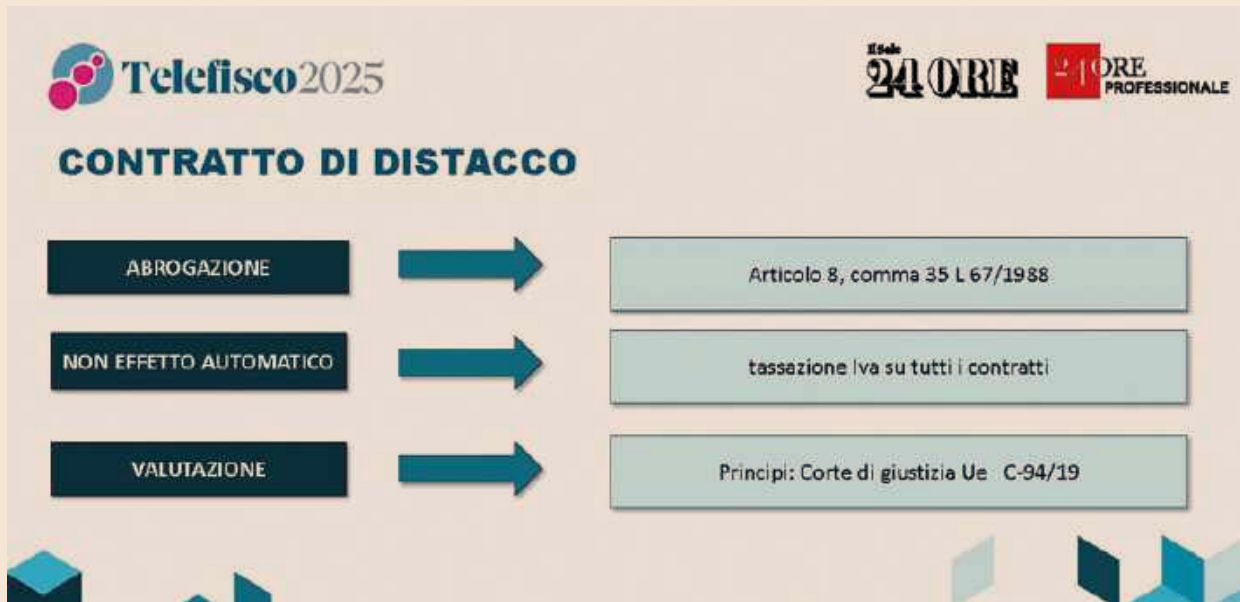 Telefisco2025
Il Sole
24 ORE
24 ORE
PROFESSIONALE
CONTRATTO DI DISTACCO
ABROGAZIONE
Articolo 8, comma 35 L 67/1988
NON EFFETTO AUTOMATICO
tassazione Iva su tutti i contratti
VALUTAZIONE
Principi: Corte di giustizia Ue C-94/19